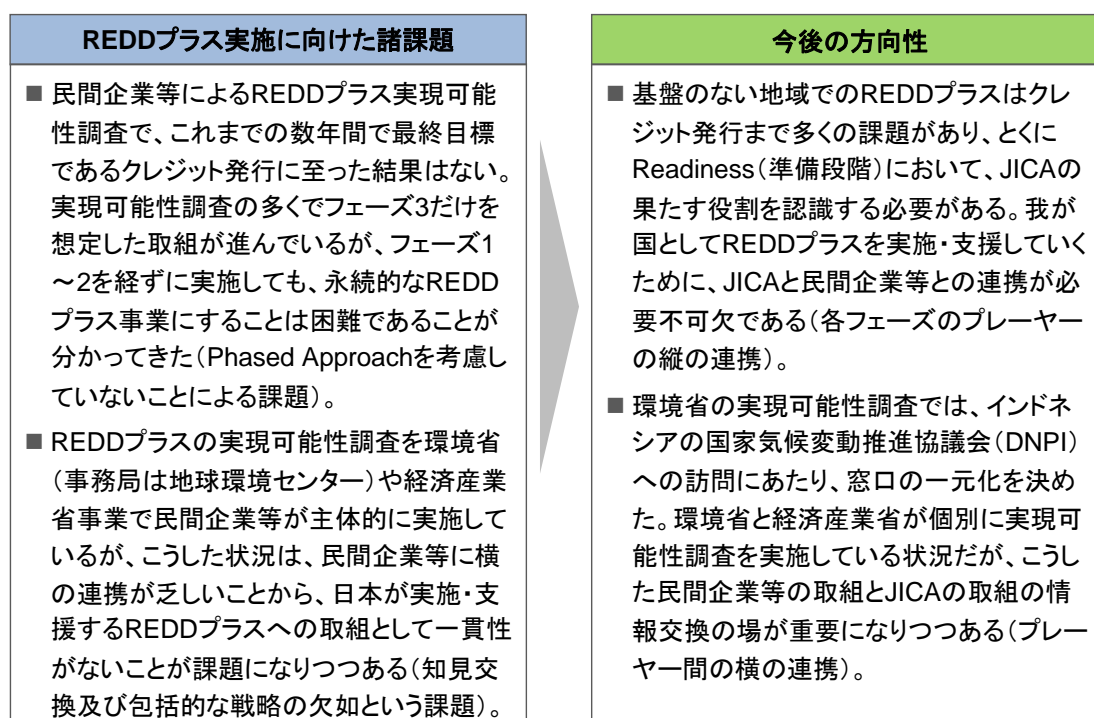 REDDプラス実施に向けた諸課題
■ 民間企業等によるREDDプラス実現可能
性調査で、これまでの数年間で最終目標
であるクレジット発行に至った結果はない。
実現可能性調査の多くでフェーズ3だけを
想定した取組が進んでいるが、フェーズ1
～2を経ずに実施しても、永続的なREDD
プラス事業にすることは困難であることが
分かってきた（Phased Approachを考慮し
ていないことによる課題）。
■ REDDプラスの実現可能性調査を環境省
（事務局は地球環境センター）や経済産業
省事業で民間企業等が主体的に実施して
いるが、こうした状況は、民間企業等に横
の連携が乏しいことから、日本が実施・支
援するREDDプラスへの取組として一貫性
がないことが課題になりつつある（知見交
換及び包括的な戦略の欠如という課題）。
今後の方向性
■ 基盤のない地域でのREDDプラスはクレ
ジット発行まで多くの課題があり、とくに
Readiness（準備段階）において、JICAの
果たす役割を認識する必要がある。我が
国としてREDDプラスを実施・支援していく
ために、JICAと民間企業等との連携が必
要不可欠である（各フェーズのプレーヤー
の縦の連携）。
■ 環境省の実現可能性調査では、インドネ
シアの国家気候変動推進協議会（DNPI）
への訪問にあたり、窓口の一元化を決め
た。環境省と経済産業省が個別に実現可
能性調査を実施している状況だが、こうし
た民間企業等の取組とJICAの取組の情
報交換の場が重要になりつつある（プレー
ヤー間の横の連携）。